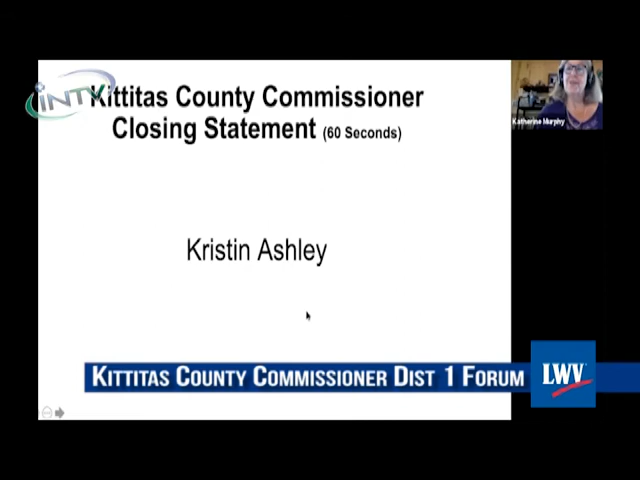 iNTV
Kittitas County Commissioner
Closing Statement (60 Seconds)
Katherine Murphy
Kristin Ashley
KITTITAS COUNTY COMMISSIONER DIST 1 FORUM
LWV